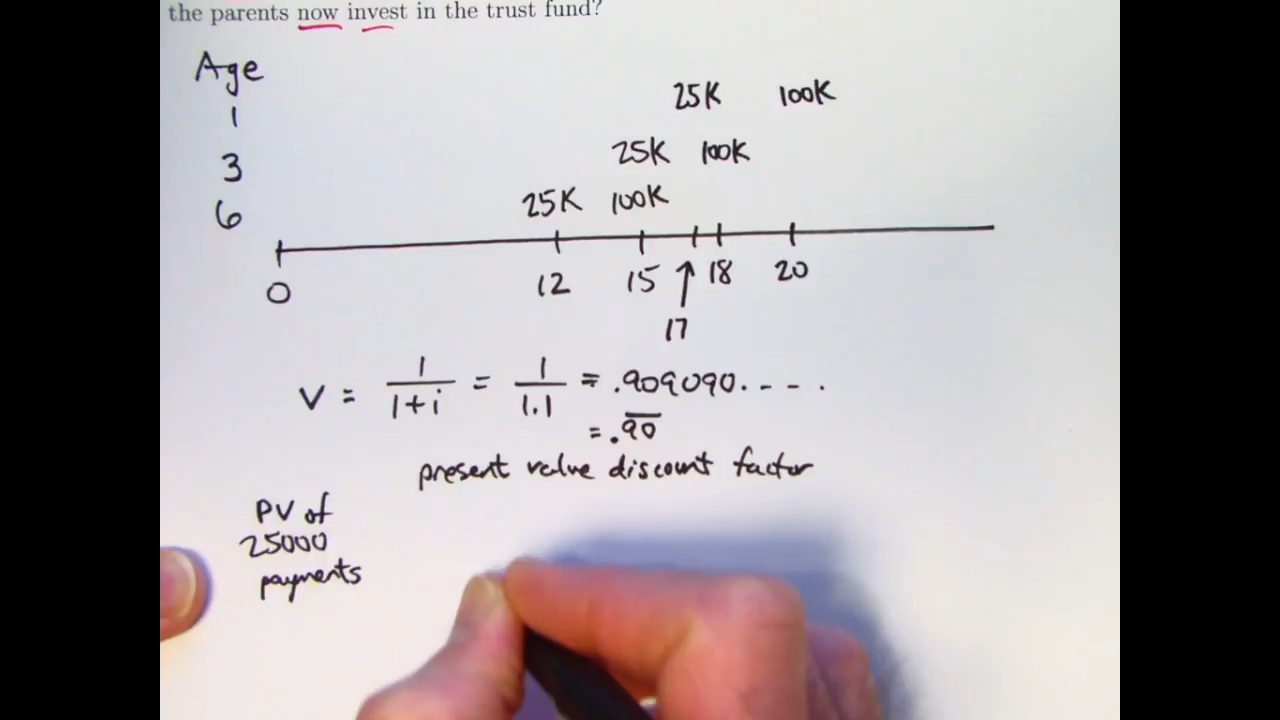 the parents now invest in the trust fund?
Age
1
3
6
25K 100K
25K 100K
25K 100K
0 12 15 18 20
17
V = 1/(1+i) = 1/1.1 = .909090. - - - .
= .9̅0̅
present value discount factor
PV of
25000
payments